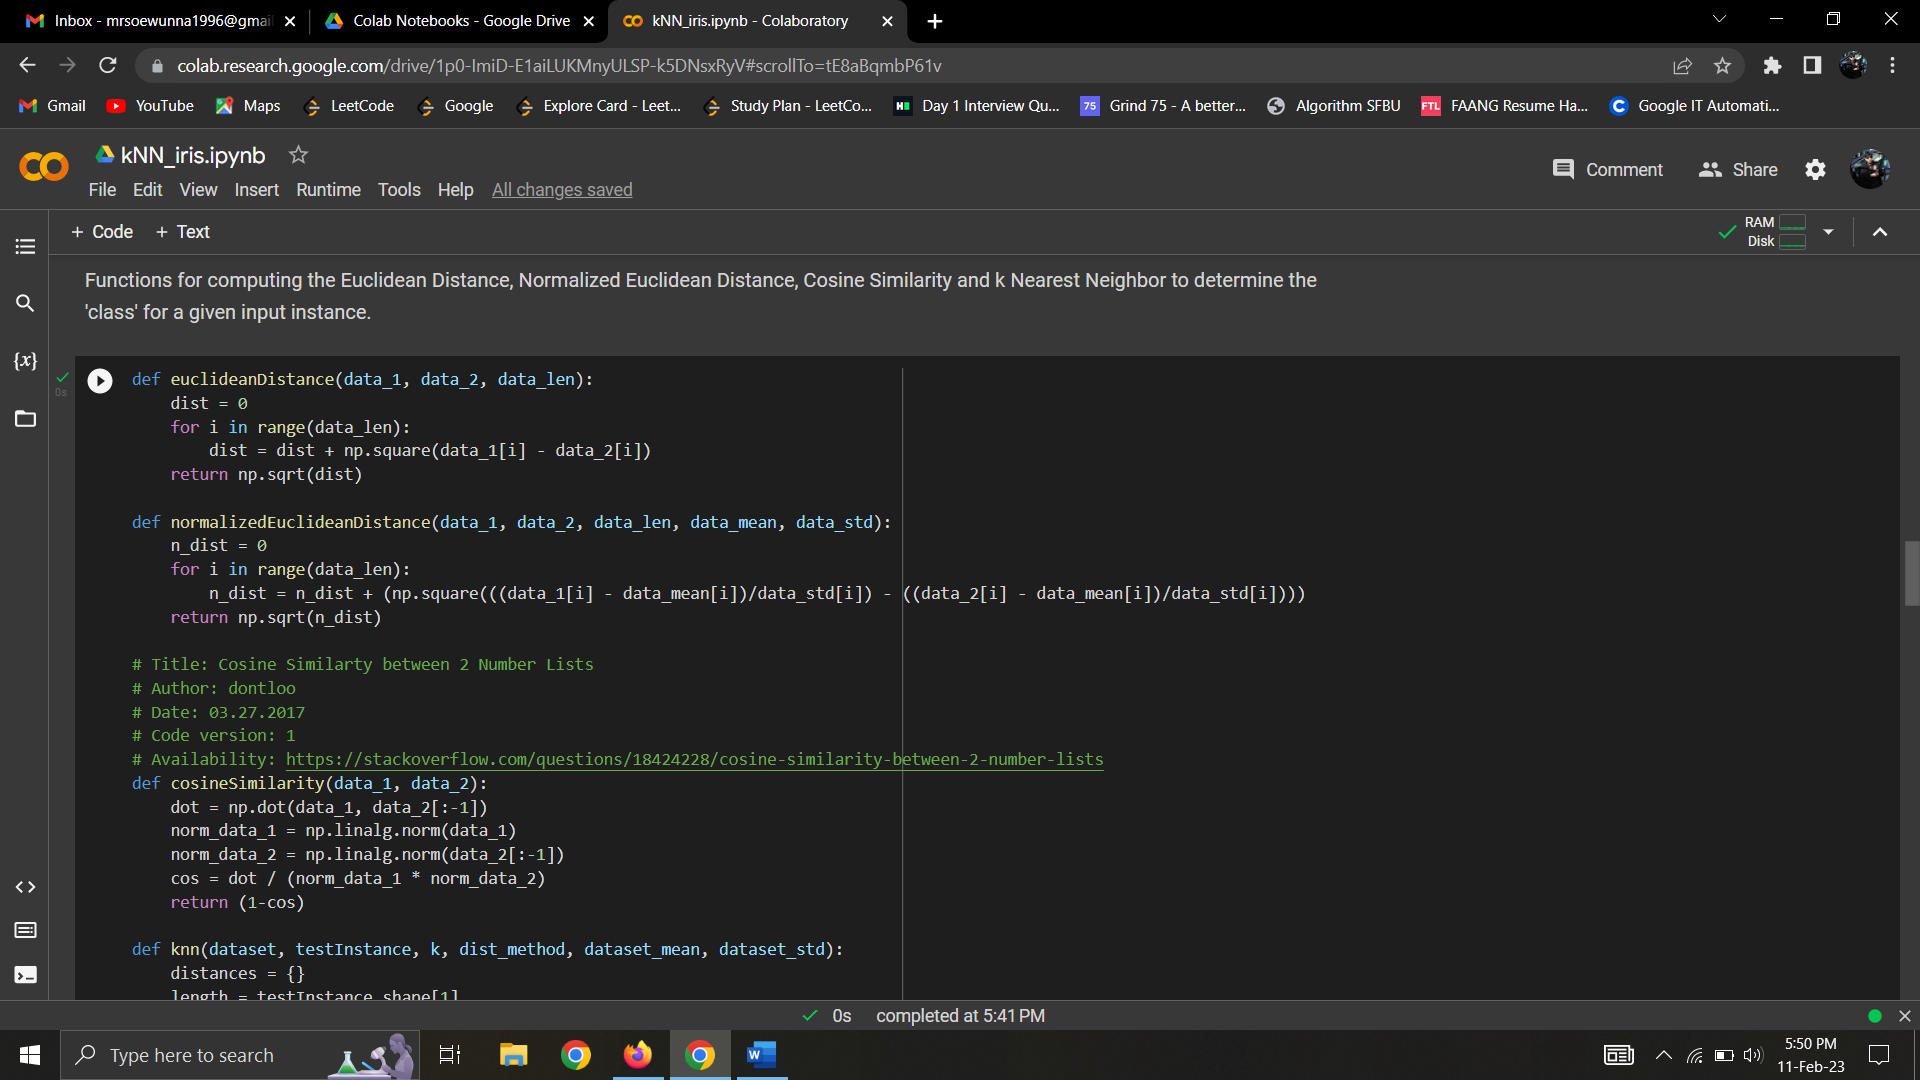 Inbox - mrsoewunna1996@gmai
Colab Notebooks - Google Drive
kNN_iris.ipynb - Colaboratory
colab.research.google.com/drive/1p0-ImiD-E1aiLUKMnyULSP-k5DNsxRyV#scrollTo=tE8aBqmbP61v
Gmail YouTube Maps LeetCode Google Explore Card - Leet... Study Plan - LeetCo... Day 1 Interview Qu... 75 Grind 75 - A better... Algorithm SFBU FTL FAANG Resume Ha... Google IT Automati...
kNN_iris.ipynb
Comment Share
File Edit View Insert Runtime Tools Help All changes saved
+ Code + Text
RAM
Disk
Functions for computing the Euclidean Distance, Normalized Euclidean Distance, Cosine Similarity and k Nearest Neighbor to determine the
'class' for a given input instance.
0s
def euclideanDistance(data_1, data_2, data_len):
    dist = 0
    for i in range(data_len):
        dist = dist + np.square(data_1[i] - data_2[i])
    return np.sqrt(dist)
def normalizedEuclideanDistance(data_1, data_2, data_len, data_mean, data_std):
    n_dist = 0
    for i in range(data_len):
        n_dist = n_dist + (np.square(((data_1[i] - data_mean[i])/data_std[i]) - ((data_2[i] - data_mean[i])/data_std[i])))
    return np.sqrt(n_dist)
# Title: Cosine Similarty between 2 Number Lists
# Author: dontloo
# Date: 03.27.2017
# Code version: 1
# Availability: https://stackoverflow.com/questions/18424228/cosine-similarity-between-2-number-lists
def cosineSimilarity(data_1, data_2):
    dot = np.dot(data_1, data_2[:-1])
    norm_data_1 = np.linalg.norm(data_1)
    norm_data_2 = np.linalg.norm(data_2[:-1])
    cos = dot / (norm_data_1 * norm_data_2)
    return (1-cos)
def knn(dataset, testInstance, k, dist_method, dataset_mean, dataset_std):
    distances = {}
    length = testInstance.shape[1]
0s completed at 5:41 PM
Type here to search
5:50 PM
11-Feb-23